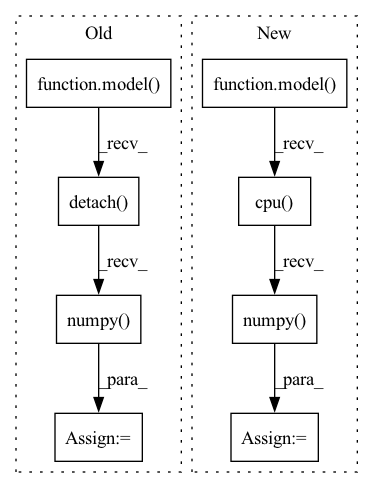 Old
New
function.model()
function.model()
_recv_
_recv_
detach()
cpu()
_recv_
_recv_
numpy()
numpy()
_para_
_para_
Assign:=
Assign:=